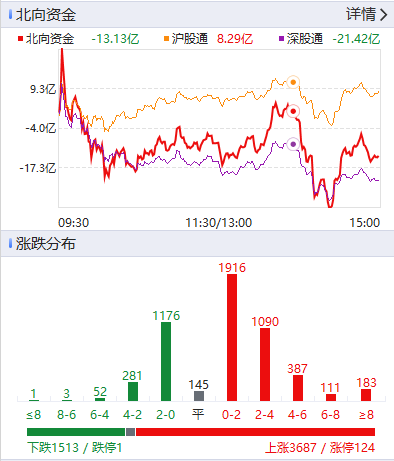 北向资金 详情
北向资金 -13.13亿 沪股通 8.29亿 深股通 -21.42亿
9.3亿
-4.0亿
-17.3亿
09:30 11:30/13:00 15:00
涨跌分布
1 3 52 281 1176 145 1916 1090 387 111 183
≤8 8-6 6-4 4-2 2-0 平 0-2 2-4 4-6 6-8 ≥8
下跌1513 / 跌停1 上涨3687 / 涨停124